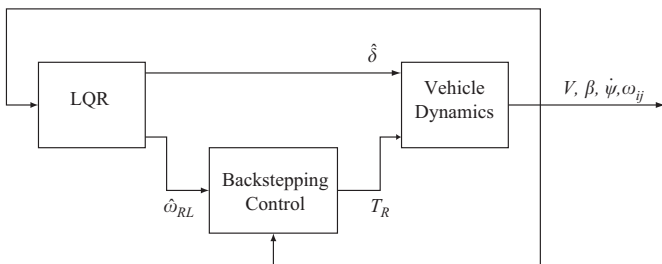 δ̂
LQR
Vehicle
Dynamics
V, β, ψ̇,ω_ij
Backstepping
Control
ω̂_RL
T_R